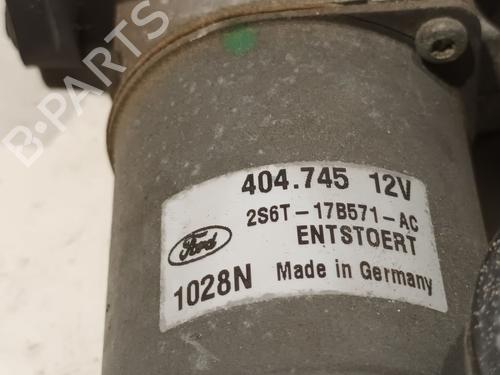 B-PARTS
404.745 12V
2S6T-17B571-AC
Ford
ENTSTOERT
1028N Made in Germany